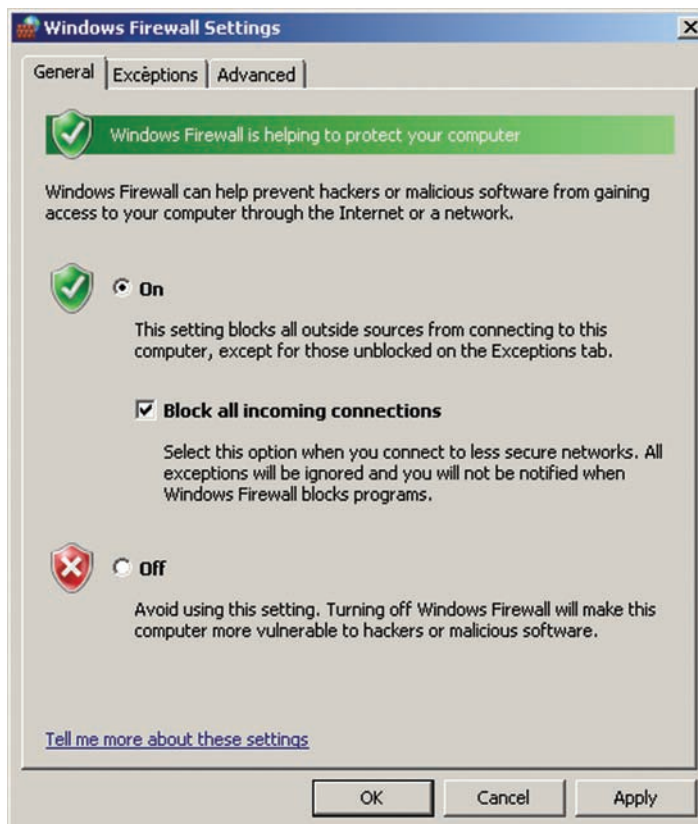 Windows Firewall Settings
General Exceptions Advanced
Windows Firewall is helping to protect your computer
Windows Firewall can help prevent hackers or malicious software from gaining
access to your computer through the Internet or a network.
On
This setting blocks all outside sources from connecting to this
computer, except for those unblocked on the Exceptions tab.
Block all incoming connections
Select this option when you connect to less secure networks. All
exceptions will be ignored and you will not be notified when
Windows Firewall blocks programs.
Off
Avoid using this setting. Turning off Windows Firewall will make this
computer more vulnerable to hackers or malicious software.
Tell me more about these settings
OK Cancel Apply